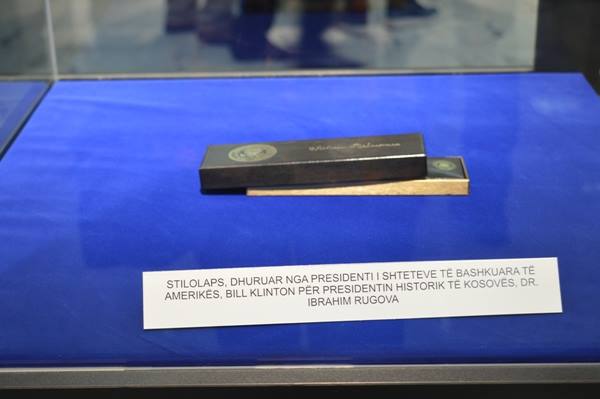 STILOLAPS, DHURUAR NGA PRESIDENTI I SHTETEVE TË BASHKUARA TË
AMERIKËS, BILL KLINTON PËR PRESIDENTIN HISTORIK TË KOSOVËS, DR.
IBRAHIM RUGOVA